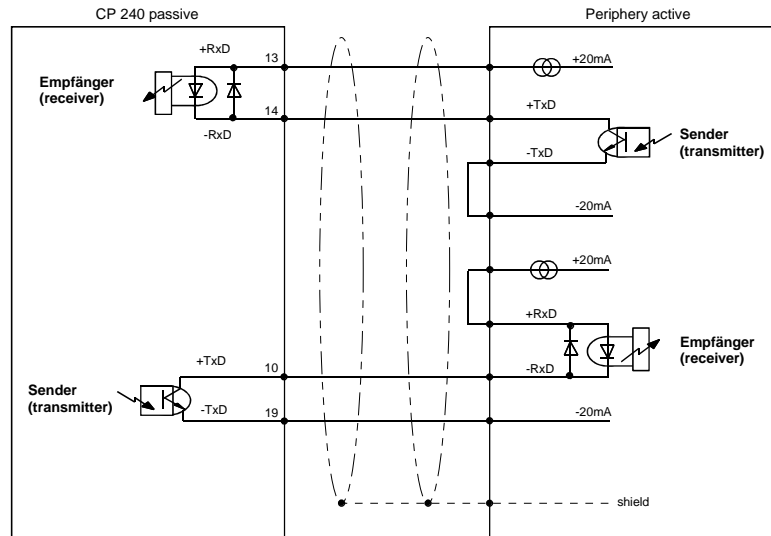 CP 240 passive
Periphery active
+RxD
13
+20mA
Empfänger
(receiver)
14
+TxD
-RxD
Sender
(transmitter)
-TxD
-20mA
+20mA
+RxD
Empfänger
(receiver)
+TxD
10
-RxD
Sender
(transmitter)
-TxD
19
-20mA
shield